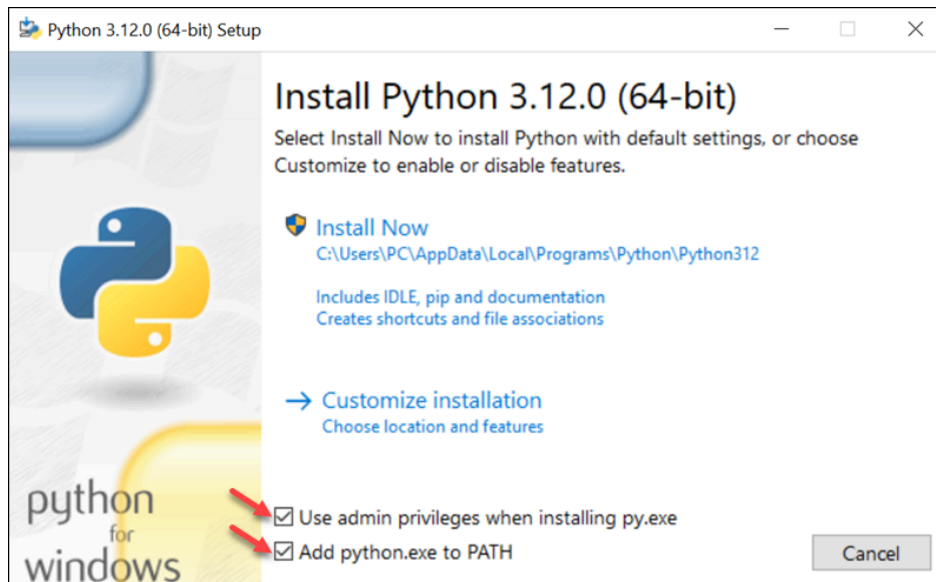 Python 3.12.0 (64-bit) Setup
Install Python 3.12.0 (64-bit)
Select Install Now to install Python with default settings, or choose
Customize to enable or disable features.
Install Now
C:\Users\PC\AppData\Local\Programs\Python\Python312
Includes IDLE, pip and documentation
Creates shortcuts and file associations
Customize installation
Choose location and features
python
for
windows
Use admin privileges when installing py.exe
Add python.exe to PATH
Cancel